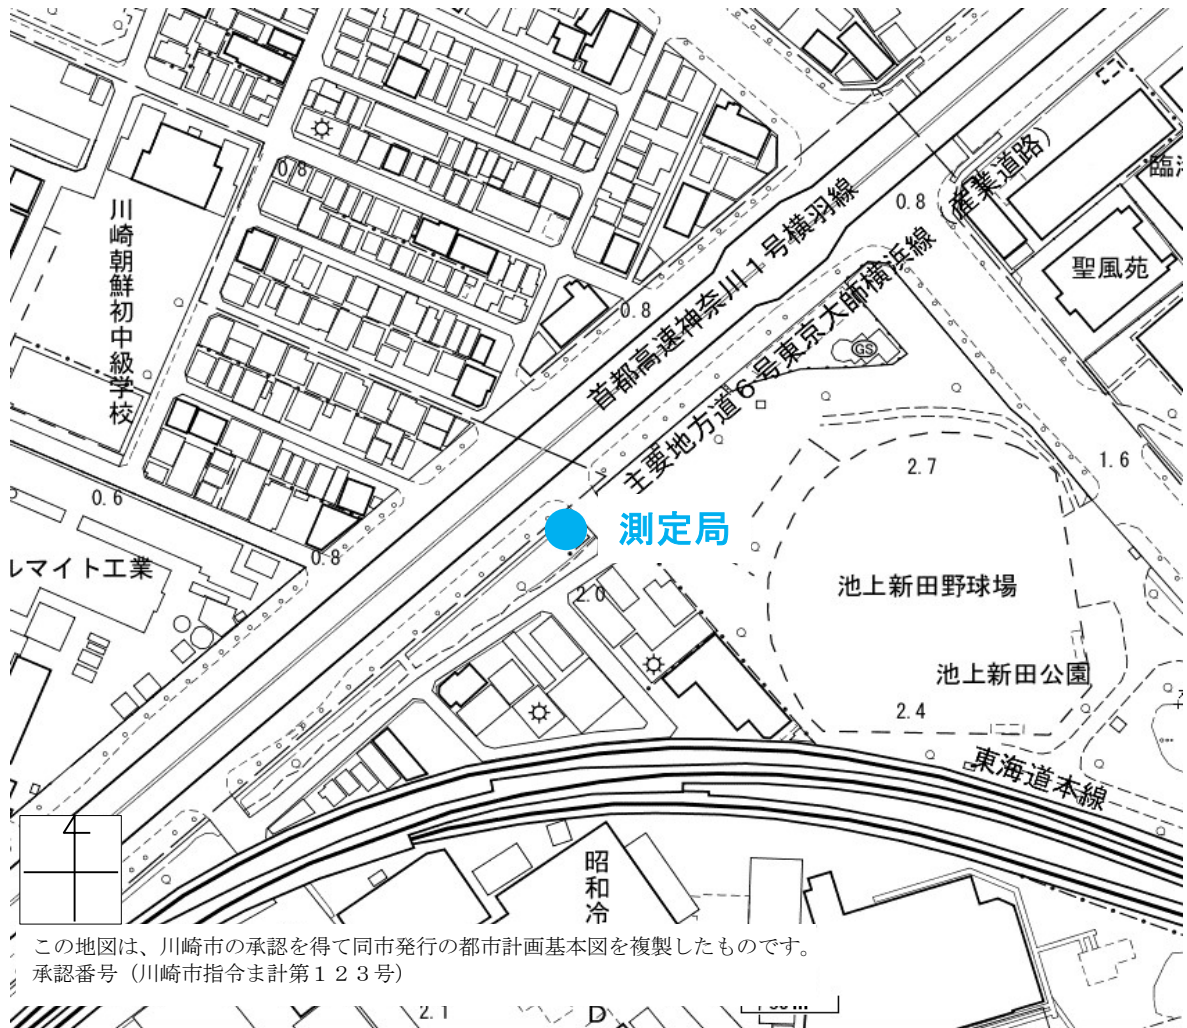 0.8
産業道路）
臨
0.8
川崎朝鮮初中級学校
首都高速神奈川１号横羽線
聖風苑
0.8
主要地方道６号東京大師横浜線
GS
2.7
1.6
0.6
測定局
0.8
ルマイト工業
池上新田野球場
2.0
池上新田公園
2.4
東海道本線
昭和冷
この地図は、川崎市の承認を得て同市発行の都市計画基本図を複製したものです。
承認番号（川崎市指令ま計第１２３号）
2.1
D